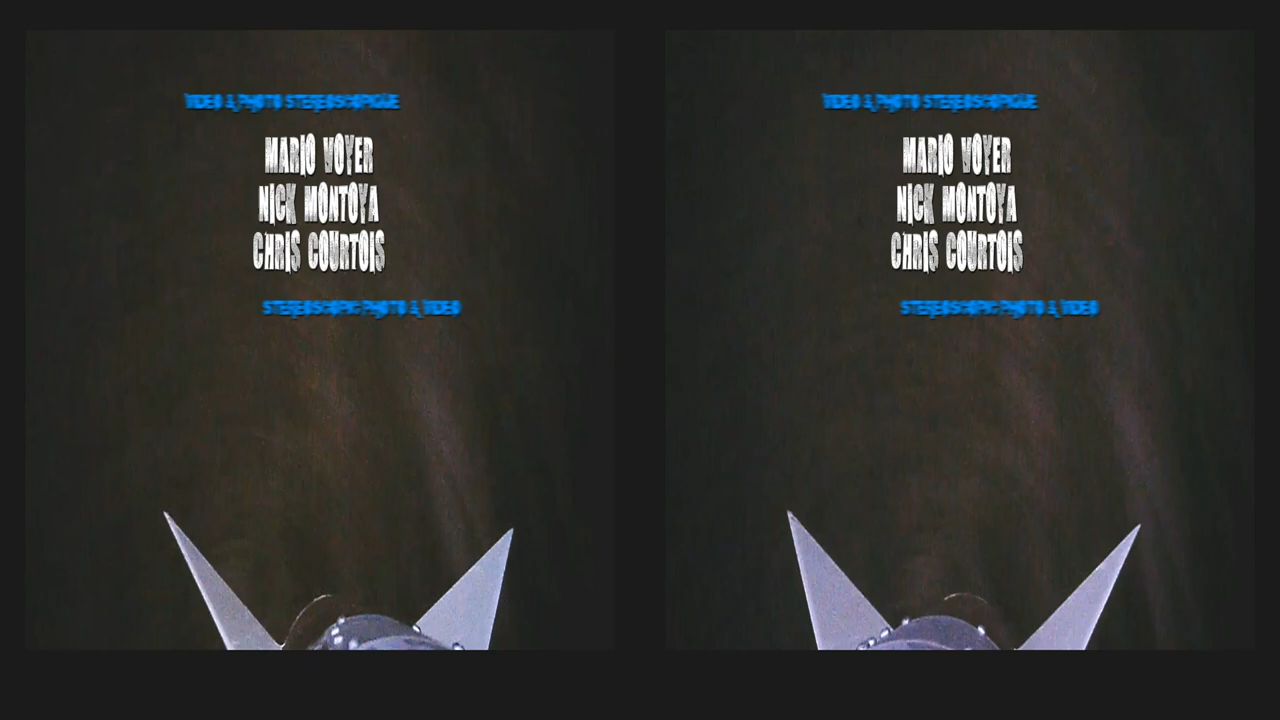 VIDEO & PHOTO STEREOSCOPIQUE
MARIO VOYER
NICK MONTOYA
CHRIS COURTOIS
STEREOSCOPIC PHOTO & VIDEO
VIDEO & PHOTO STEREOSCOPIQUE
MARIO VOYER
NICK MONTOYA
CHRIS COURTOIS
STEREOSCOPIC PHOTO & VIDEO